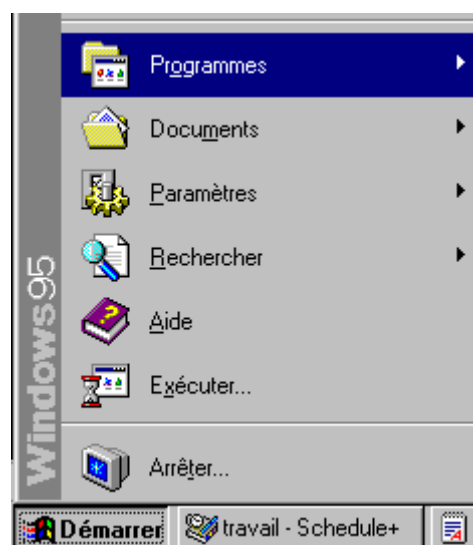 Programmes
Documents
Paramètres
Rechercher
Aide
Exécuter...
Arrêter...
Windows95
Démarrer
travail - Schedule+